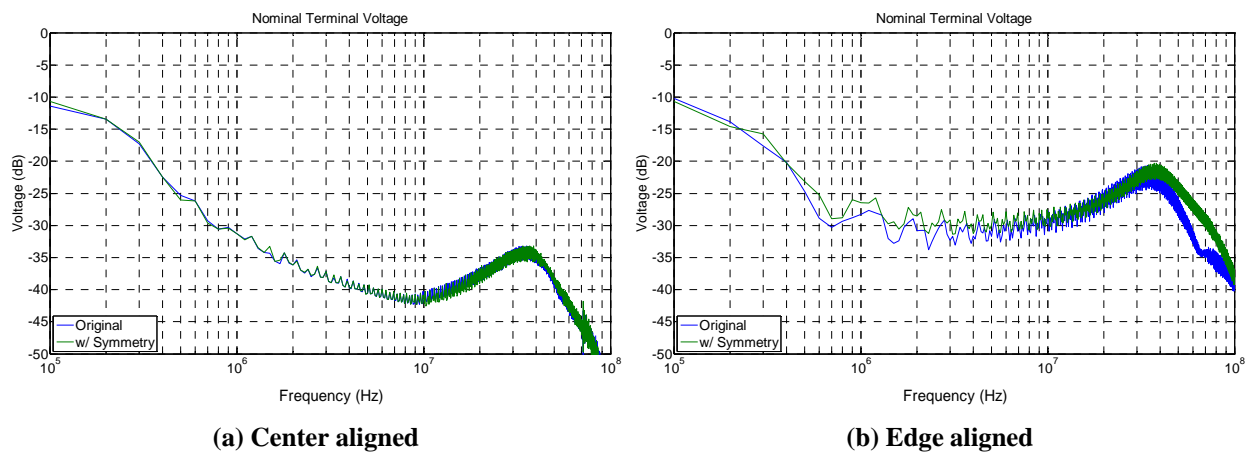 Nominal Terminal Voltage
0
-5
-10
-15
-20
-25
-30
-35
-40
-45
-50
Voltage (dB)
Original
w/ Symmetry
10^5
10^6
10^7
10^8
Frequency (Hz)
(a) Center aligned
Nominal Terminal Voltage
0
-5
-10
-15
-20
-25
-30
-35
-40
-45
-50
Voltage (dB)
Original
w/ Symmetry
10^5
10^6
10^7
10^8
Frequency (Hz)
(b) Edge aligned